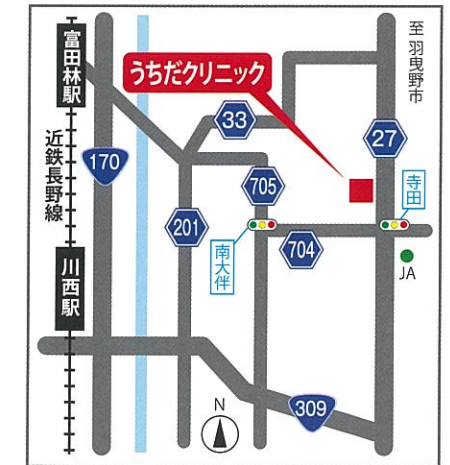 富田林駅
至 羽曳野市
うちだクリニック
33
27
近鉄長野線
170
寺田
705
201
南大伴
704
川西駅
JA
N
309